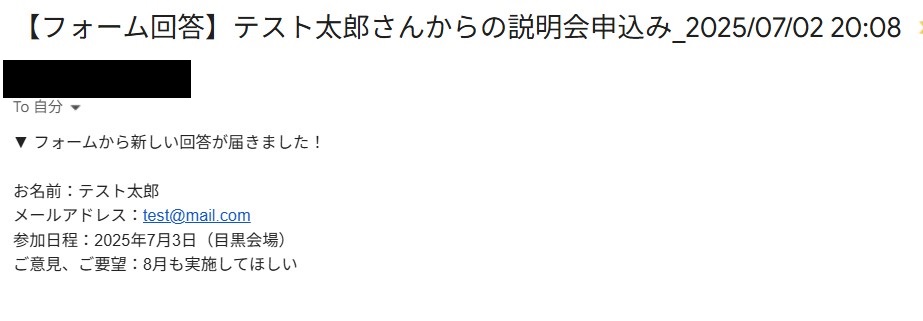 【フォーム回答】テスト太郎さんからの説明会申込み_2025/07/02 20:08
To 自分
▼ フォームから新しい回答が届きました！
お名前：テスト太郎
メールアドレス：test@mail.com
参加日程：2025年7月3日（目黒会場）
ご意見、ご要望：8月も実施してほしい